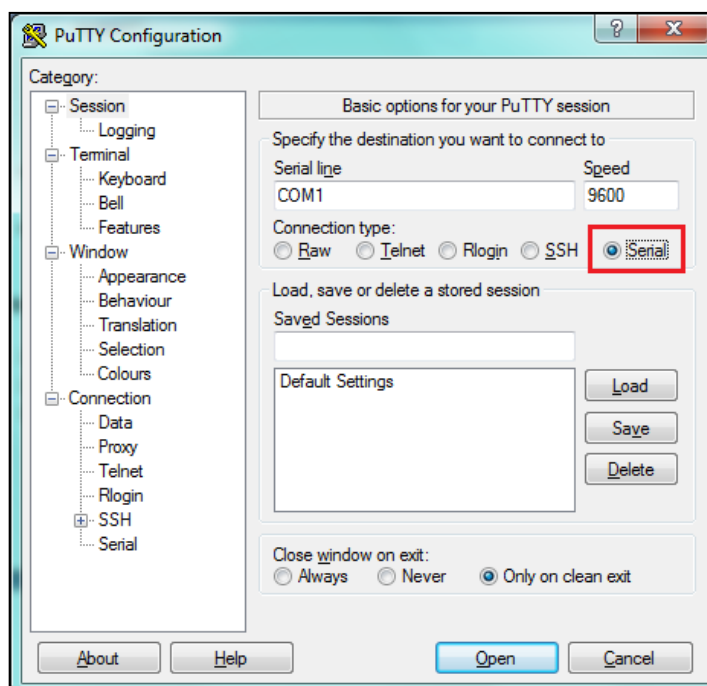 PuTTY Configuration
? X
Category:
Session
Logging
Terminal
Keyboard
Bell
Features
Window
Appearance
Behaviour
Translation
Selection
Colours
Connection
Data
Proxy
Telnet
Rlogin
SSH
Serial
Basic options for your PuTTY session
Specify the destination you want to connect to
Serial line Speed
COM1 9600
Connection type:
Raw Telnet Rlogin SSH Serial
Load, save or delete a stored session
Saved Sessions
Default Settings
Load
Save
Delete
Close window on exit:
Always Never Only on clean exit
About Help Open Cancel